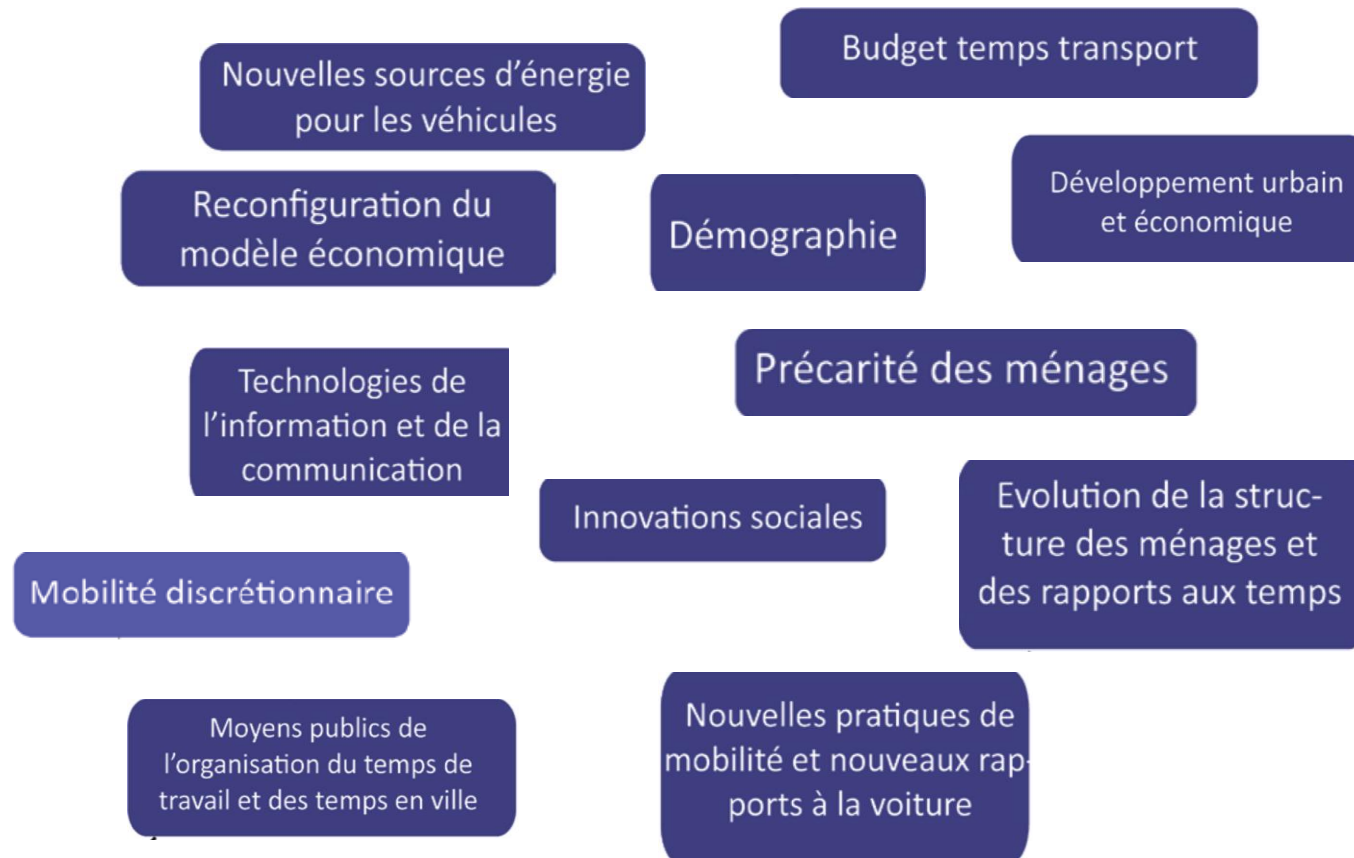 Budget temps transport
Nouvelles sources d'énergie
pour les véhicules
Développement urbain
et économique
Reconfiguration du
modèle économique
Démographie
Précarité des ménages
Technologies de
l'information et de la
communication
Innovations sociales
Evolution de la struc-
ture des ménages et
des rapports aux temps
Mobilité discrétionnaire
Moyens publics de
l'organisation du temps de
travail et des temps en ville
Nouvelles pratiques de
mobilité et nouveaux rap-
ports à la voiture